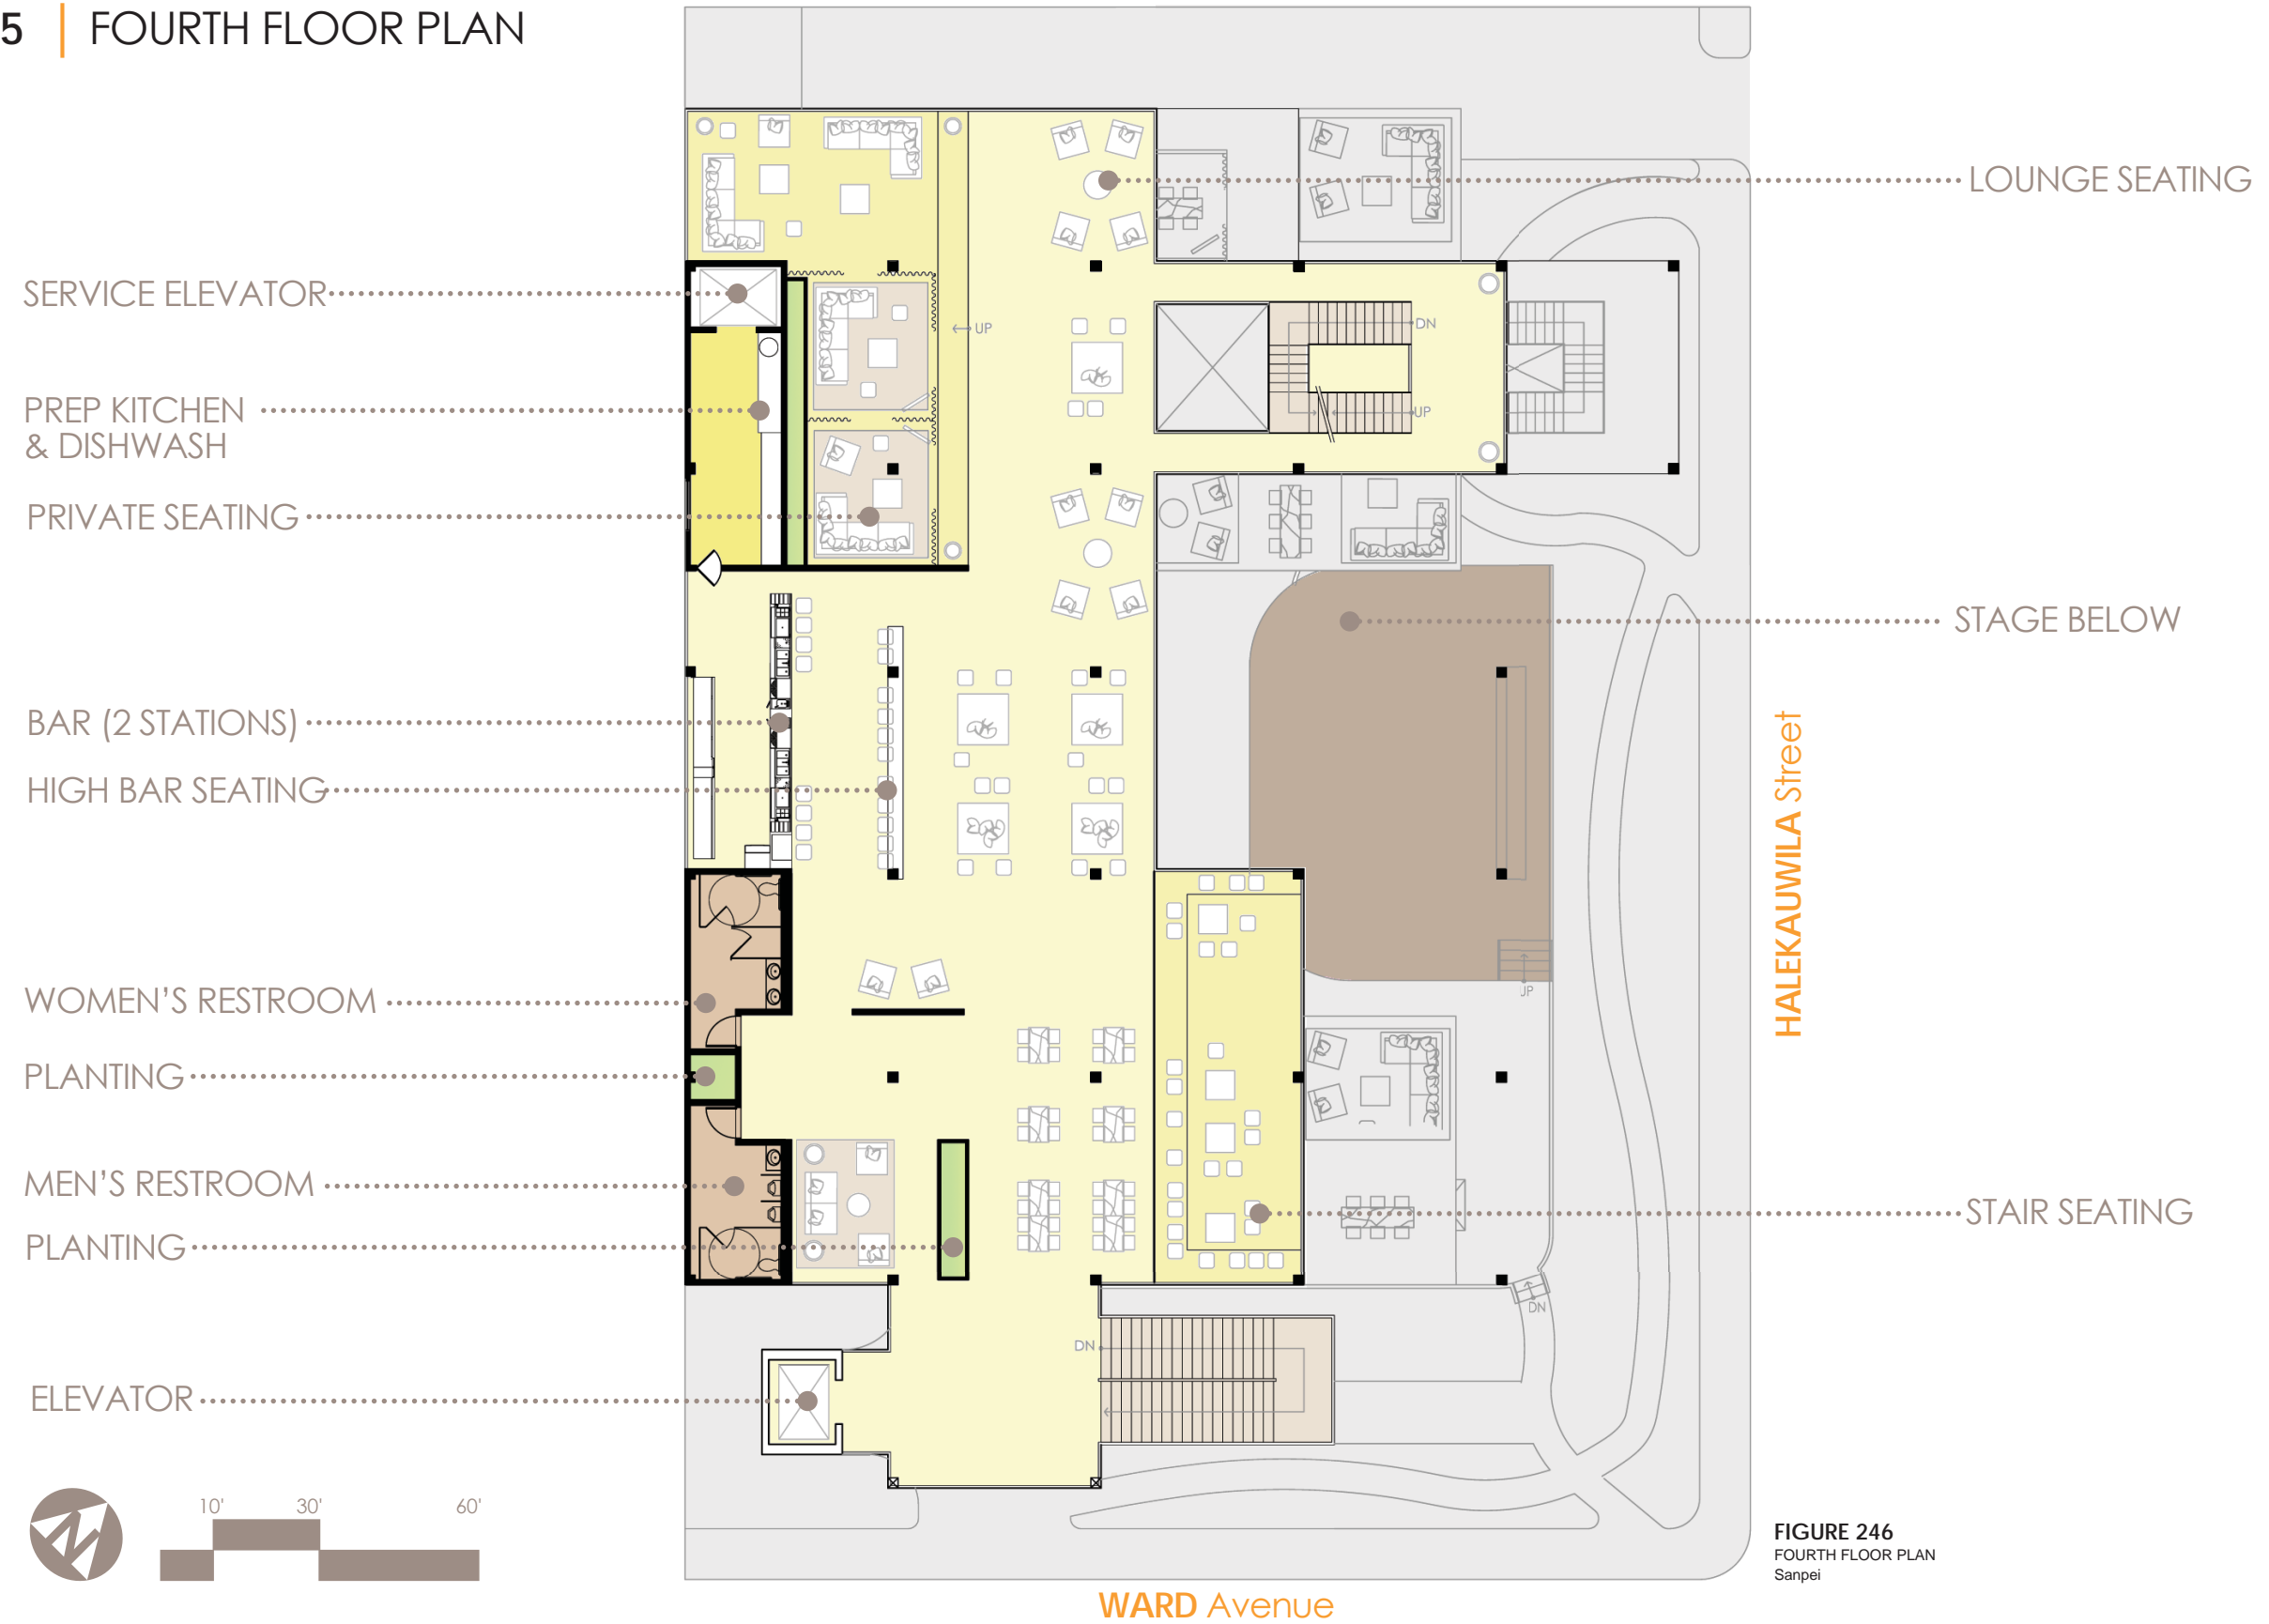 5 | FOURTH FLOOR PLAN
LOUNGE SEATING
SERVICE ELEVATOR
UP
DN
PREP KITCHEN
& DISHWASH
UP
PRIVATE SEATING
STAGE BELOW
BAR (2 STATIONS)
HIGH BAR SEATING
HALEKAUWILA Street
WOMEN’S RESTROOM
UP
PLANTING
MEN’S RESTROOM
STAIR SEATING
PLANTING
DN
DN
ELEVATOR
10' 30' 60'
FIGURE 246
FOURTH FLOOR PLAN
Sanpei
WARD Avenue